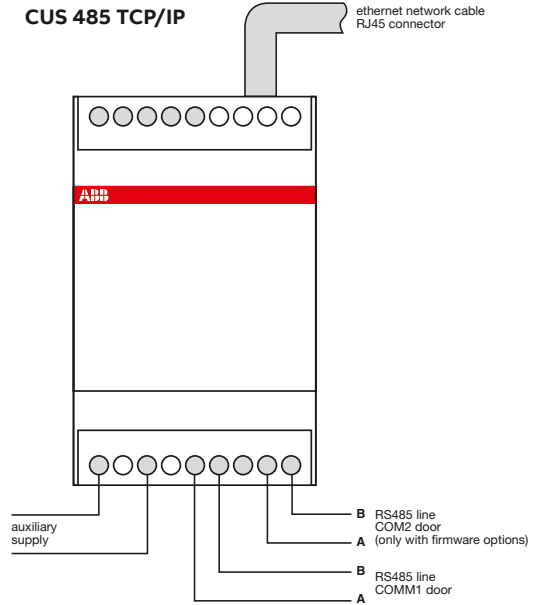 CUS 485 TCP/IP
ethernet network cable
RJ45 connector
ABB
auxiliary
supply
B RS485 line
COM2 door
A (only with firmware options)
B RS485 line
COMM1 door
A